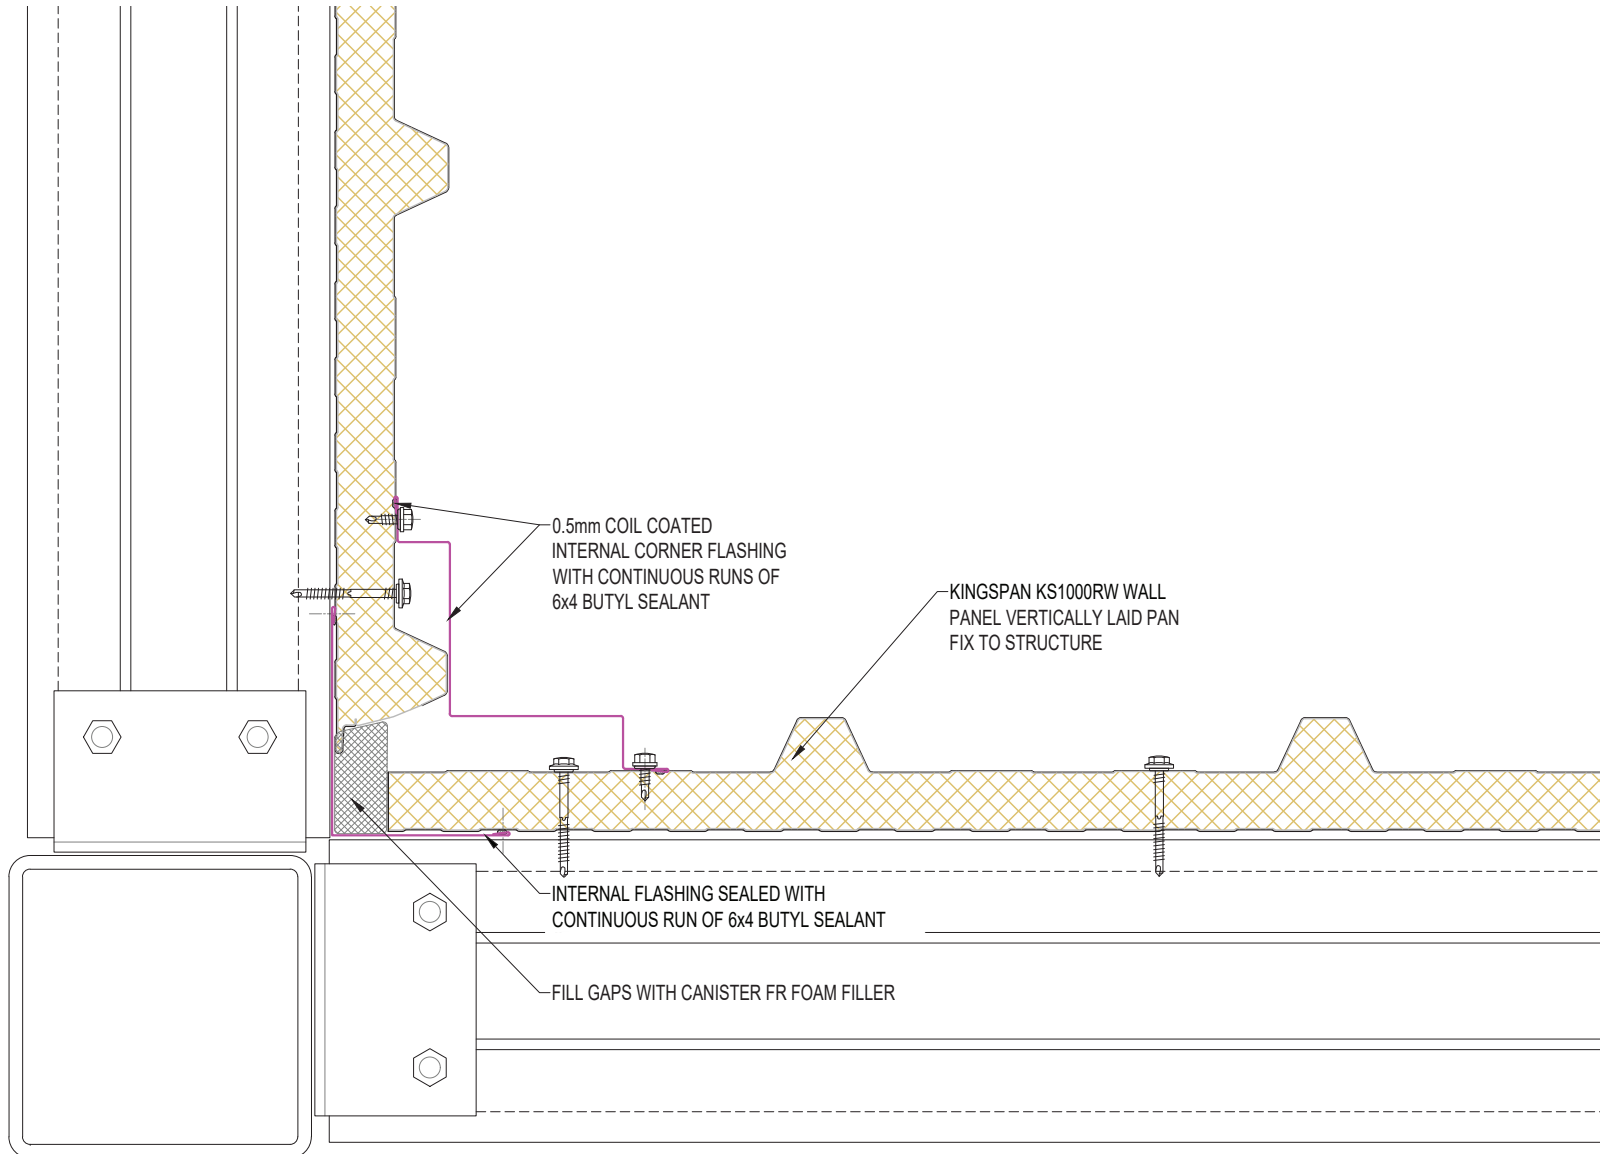 0.5mm COIL COATED
INTERNAL CORNER FLASHING
WITH CONTINUOUS RUNS OF
6x4 BUTYL SEALANT
KINGSPAN KS1000RW WALL
PANEL VERTICALLY LAID PAN
FIX TO STRUCTURE
INTERNAL FLASHING SEALED WITH
CONTINUOUS RUN OF 6x4 BUTYL SEALANT
FILL GAPS WITH CANISTER FR FOAM FILLER